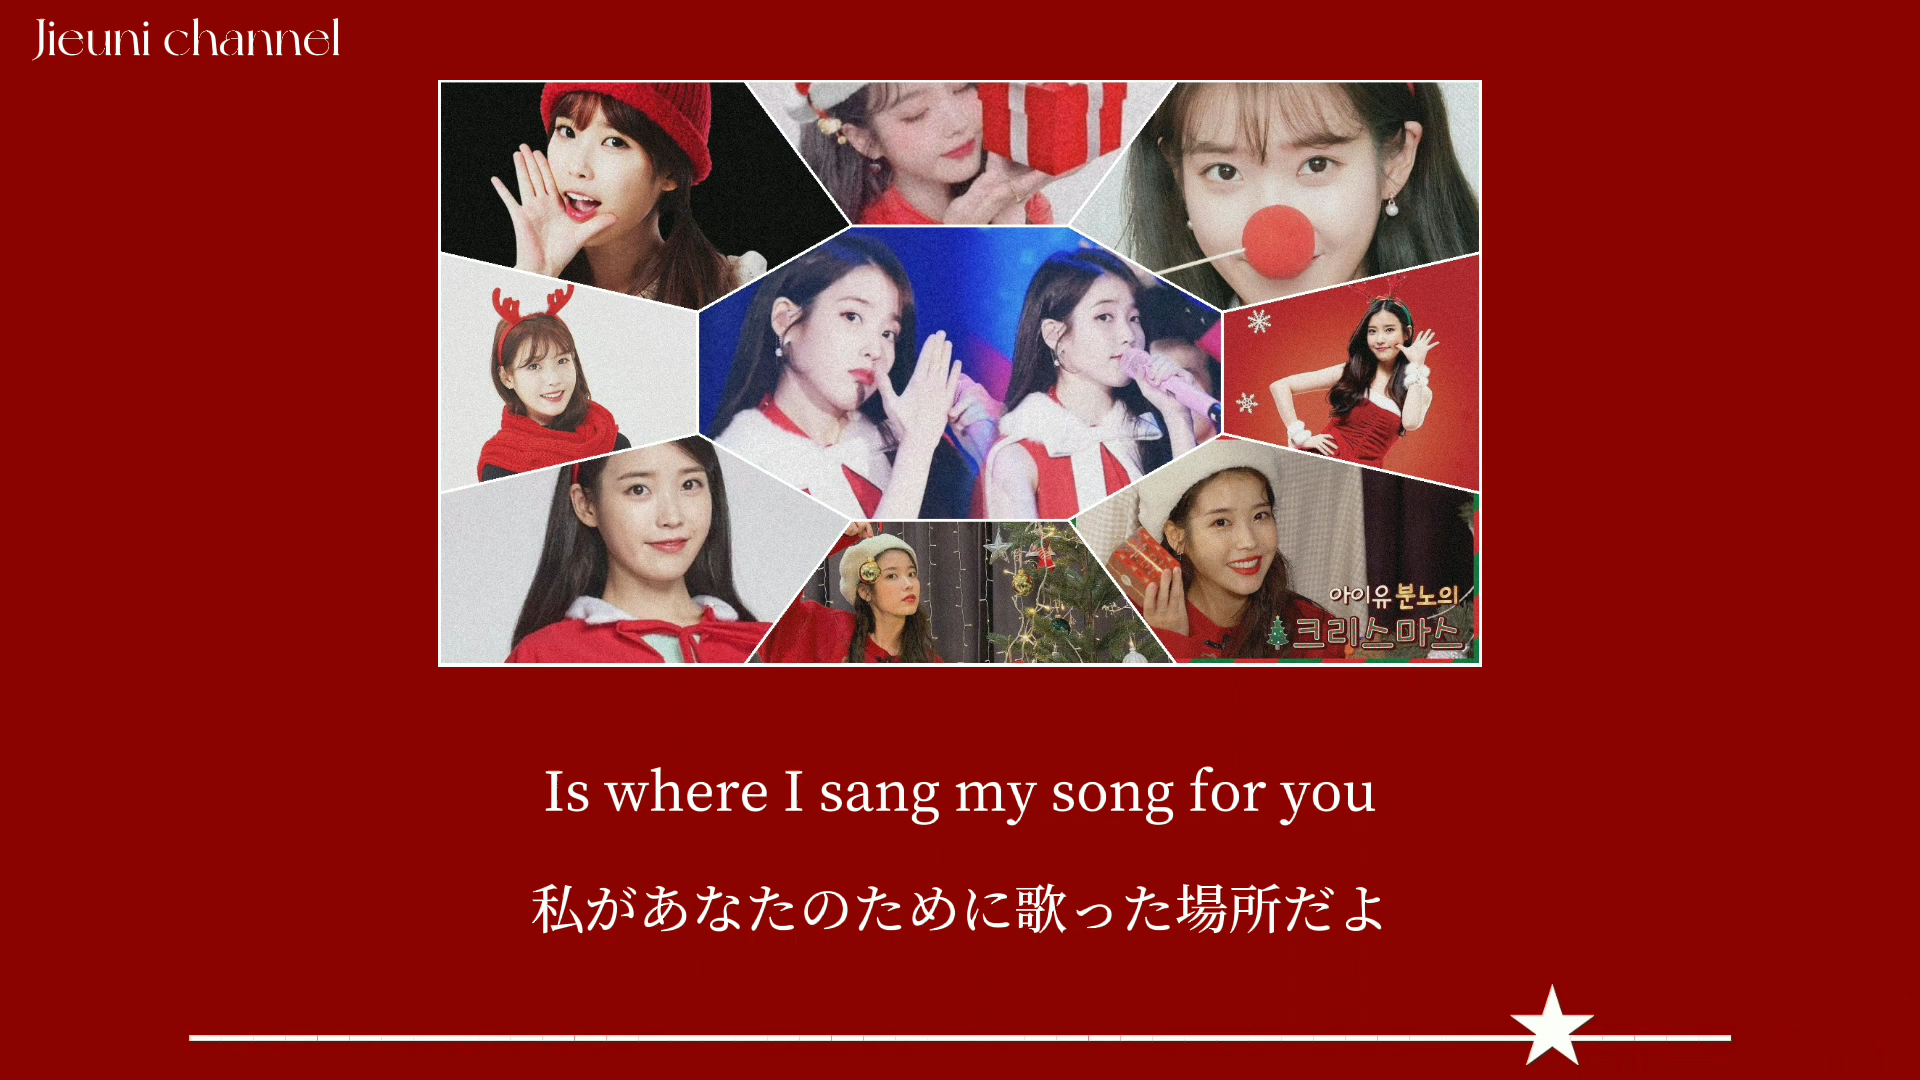 Jieuni channel
아이유 분노의
크리스마스
Is where I sang my song for you
私があなたのために歌った場所だよ